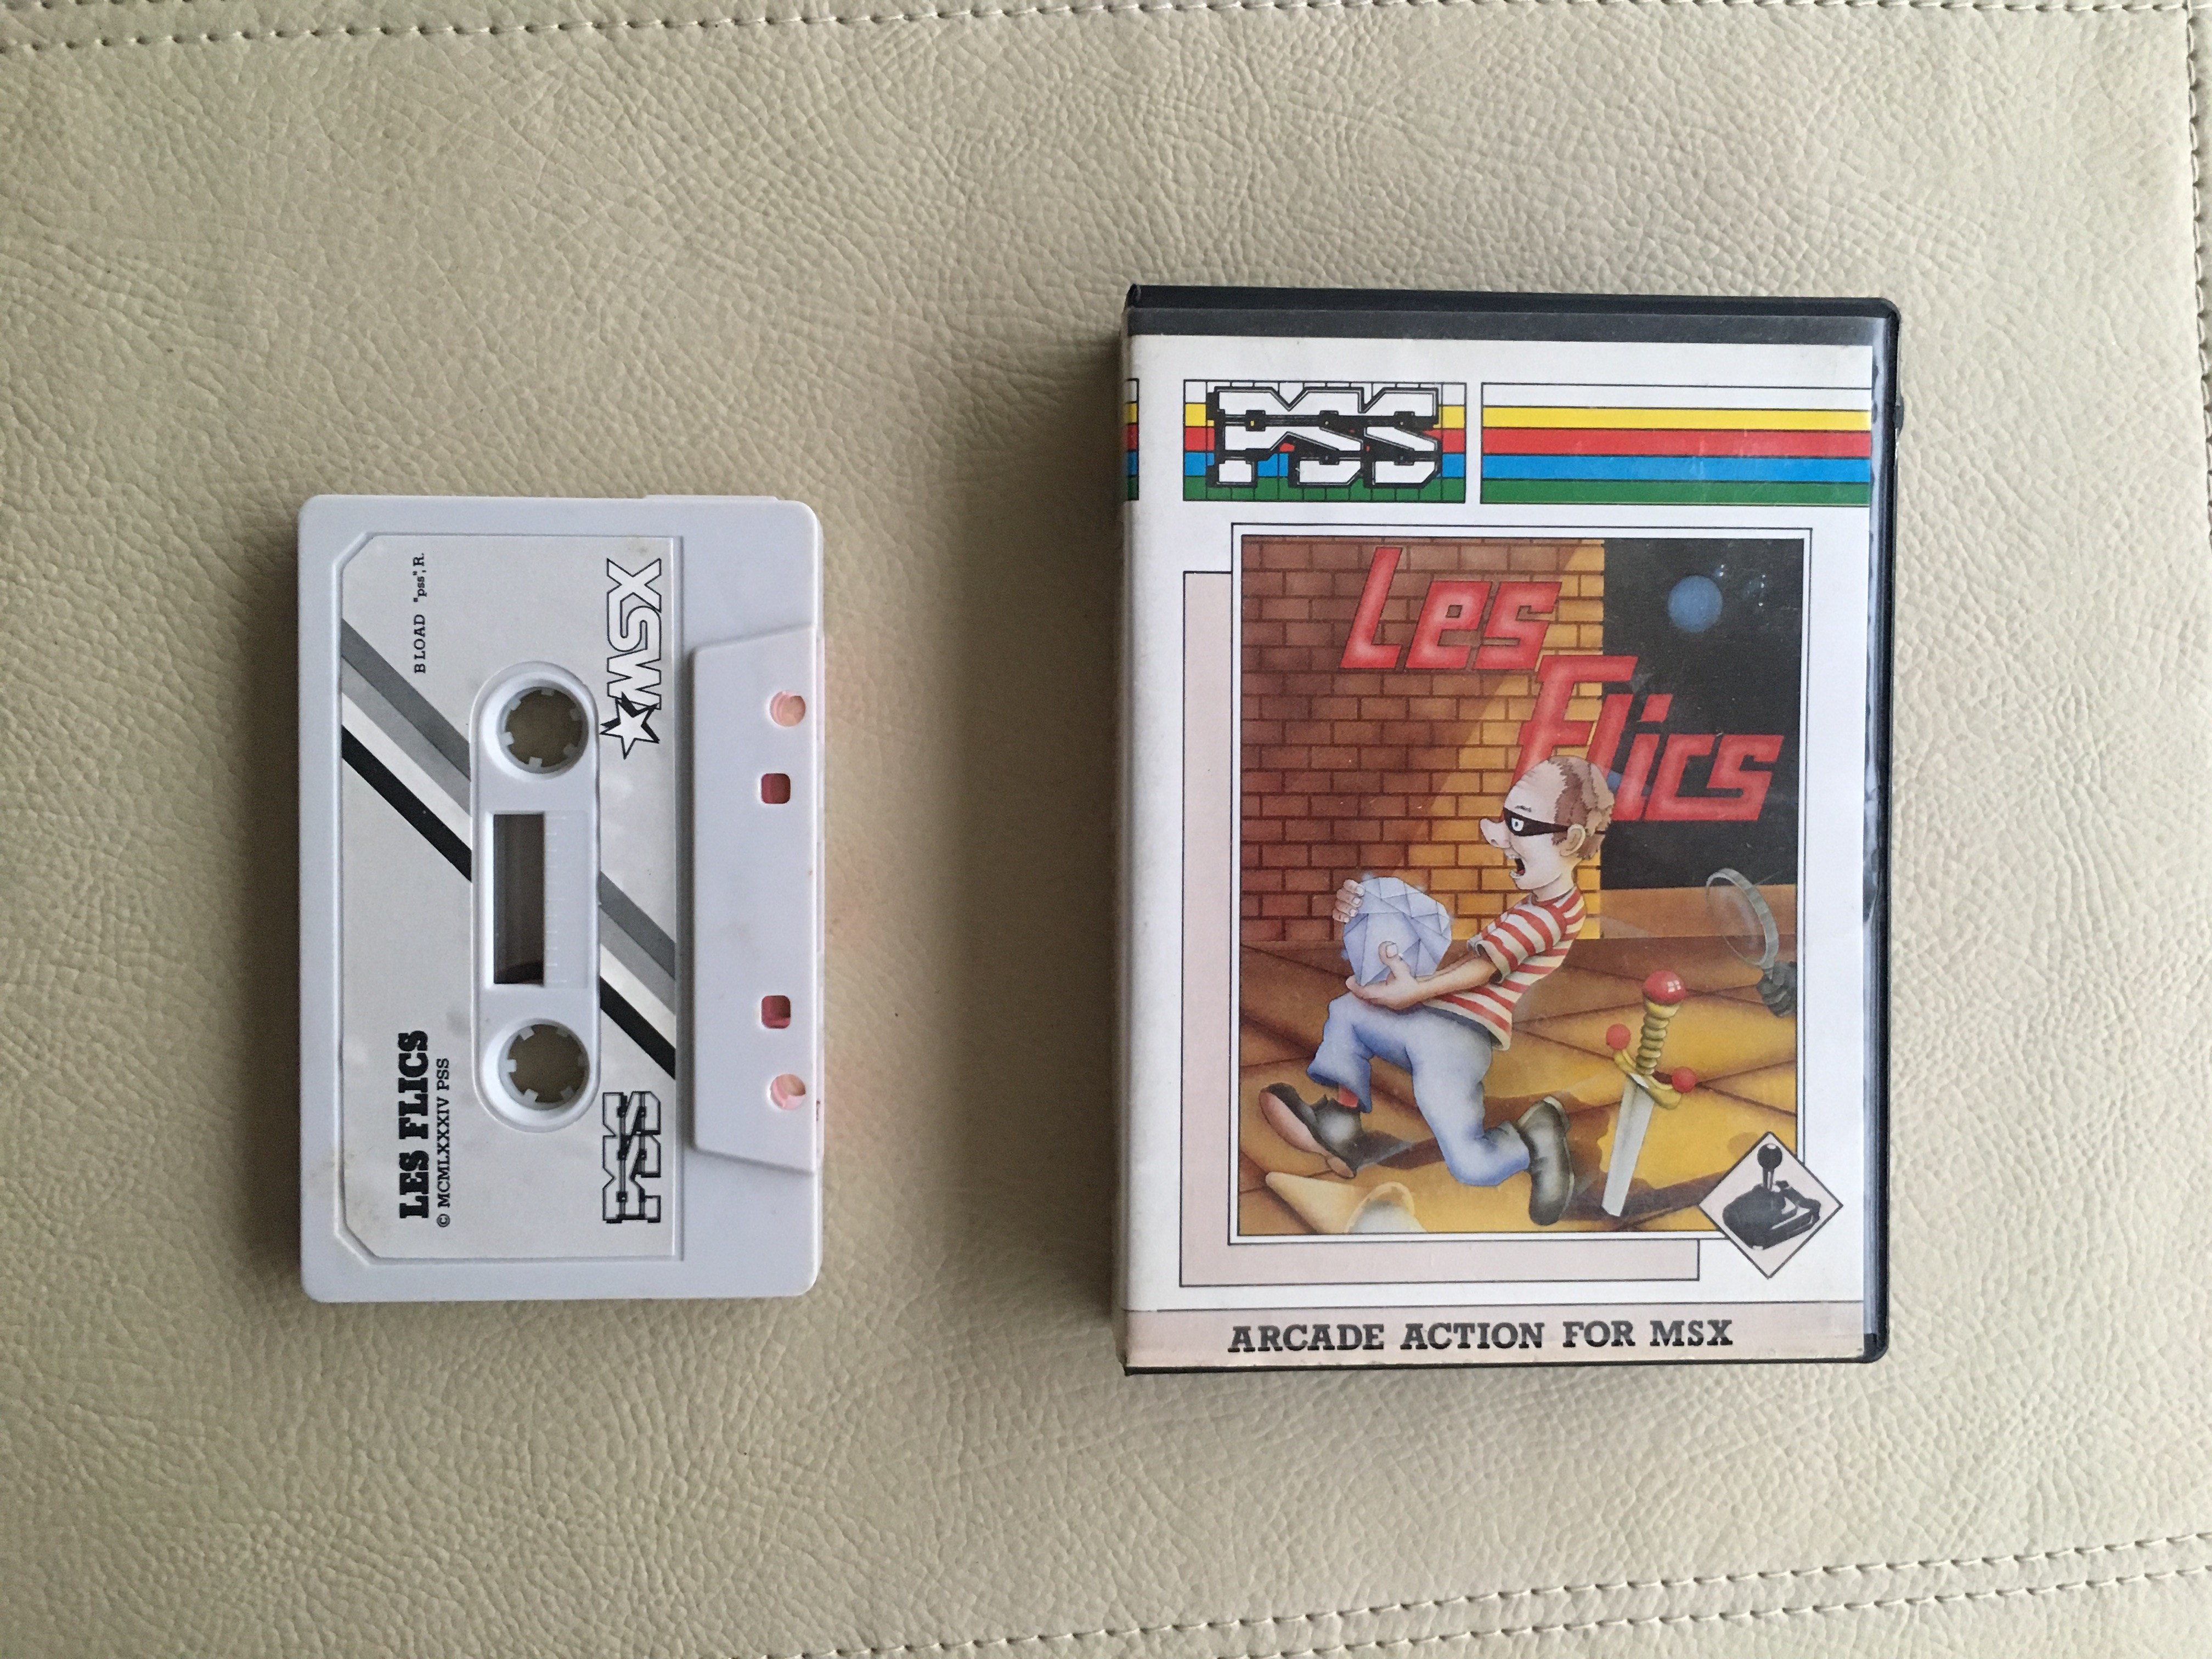 LES FLICS
© MCMLXXXIV PSS
BLOAD "pss",R
PSS
MSX
PSS
Les
Flics
ARCADE ACTION FOR MSX